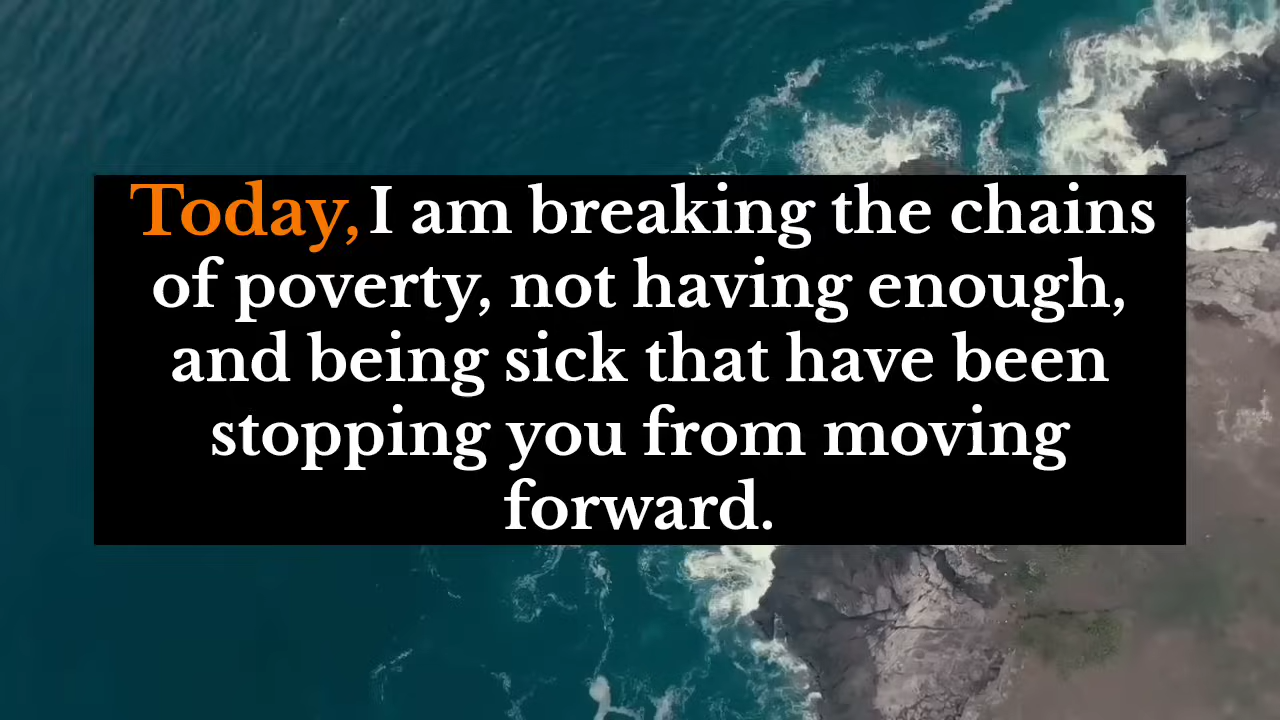 Today, I am breaking the chains
of poverty, not having enough,
and being sick that have been
stopping you from moving
forward.